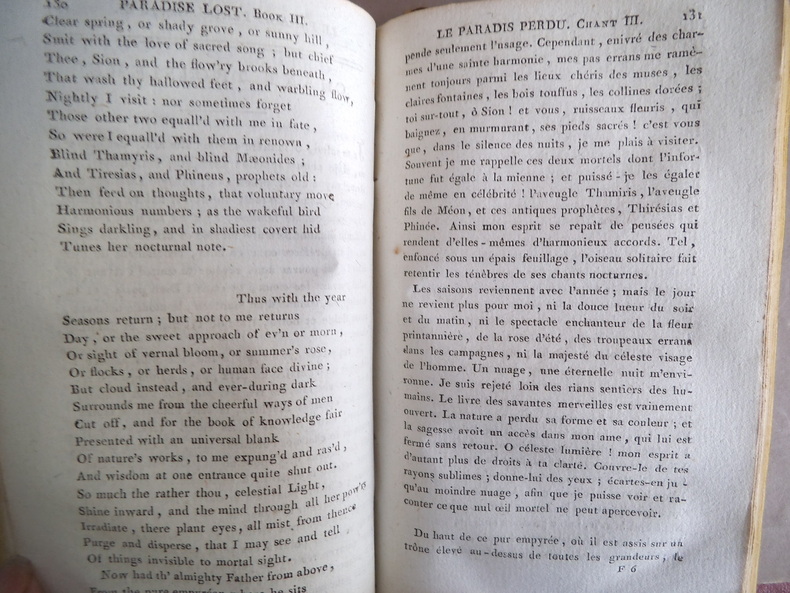 130 PARADISE LOST. Book III.
Clear spring, or shady grove, or sunny hill,
Smit with the love of sacred song; but chief
Thee, Sion, and the flow'ry brooks beneath,
That wash thy hallowed feet, and warbling flow,
Nightly I visit: nor sometimes forget
Those other two equall'd with me in fate,
So were I equall'd with them in renown,
Blind Thamyris, and blind Mæonides;
And Tiresias, and Phineus, prophets old:
Then feed on thoughts, that voluntary move
Harmonious numbers; as the wakeful bird
Sings darkling, and in shadiest covert hid
Tunes her nocturnal note.
Thus with the year
Seasons return; but not to me returns
Day, or the sweet approach of ev'n or morn,
Or sight of vernal bloom, or summer's rose,
Or flocks, or herds, or human face divine;
But cloud instead, and ever-during dark
Surrounds me from the cheerful ways of men
Cut off, and for the book of knowledge fair
Presented with an universal blank
Of nature's works, to me expung'd and ras'd,
And wisdom at one entrance quite shut out.
So much the rather thou, celestial Light,
Shine inward, and the mind through all her pow'rs
Irradiate, there plant eyes, all mist from thence
Purge and disperse, that I may see and tell
Of things invisible to mortal sight.
Now had th' almighty Father from above,
From the pure empyrean where he sits
LE PARADIS PERDU. CHANT III. 131
pende seulement l'usage. Cependant, enivré des char-
mes d'une sainte harmonie, mes pas errans me ramè-
nent toujours parmi les lieux chéris des muses, les
claires fontaines, les bois touffus, les collines dorées;
toi sur-tout, ô Sion! et vous, ruisseaux fleuris, qui
baignez, en murmurant, ses pieds sacrés! c'est vous
que, dans le silence des nuits, je me plais à visiter.
Souvent je me rappelle ces deux mortels dont l'infor-
tune fut égale à la mienne; et puissé-je les égaler
de même en célébrité! l'aveugle Thamiris, l'aveugle
fils de Méon, et ces antiques prophètes, Thirésias et
Phinée. Ainsi mon esprit se repaît de pensées qui
rendent d'elles-mêmes d'harmonieux accords. Tel,
enfoncé sous un épais feuillage, l'oiseau solitaire fait
retentir les ténèbres de ses chants nocturnes.
Les saisons reviennent avec l'année; mais le jour
ne revient plus pour moi, ni la douce lueur du soir
et du matin, ni le spectacle enchanteur de la fleur
printannière, de la rose d'été, des troupeaux errans
dans les campagnes, ni la majesté du céleste visage
de l'homme. Un nuage, une éternelle nuit m'envi-
ronne. Je suis rejeté loin des rians sentiers des hu-
mains. Le livre des savantes merveilles est vainement
ouvert. La nature a perdu sa forme et sa couleur; et
la sagesse avoit un accès dans mon ame, qui lui est
fermé sans retour. O céleste lumière! mon esprit a
d'autant plus de droits à ta clarté. Couvre-le de tes
rayons sublimes; donne-lui des yeux; écartes-en jus-
qu'au moindre nuage, afin que je puisse voir et ra-
conter ce que nul œil mortel ne peut apercevoir.
Du haut de ce pur empyrée, où il est assis sur un
trône élevé au-dessus de toutes les grandeurs, le
F 6